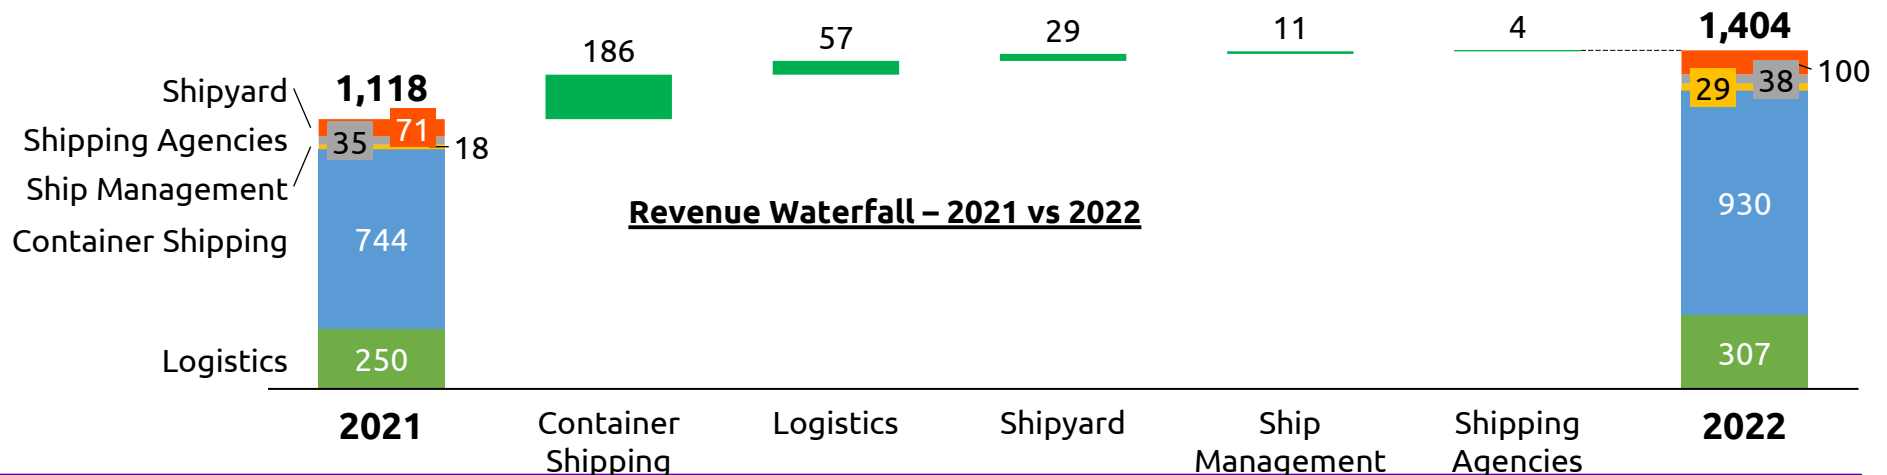 186
57
29
11
4
1,404
Shipyard
1,118
29
38
100
Shipping Agencies
35
71
18
Ship Management
Revenue Waterfall – 2021 vs 2022
Container Shipping
744
930
Logistics
250
307
2021
Container
Shipping
Logistics
Shipyard
Ship
Management
Shipping
Agencies
2022